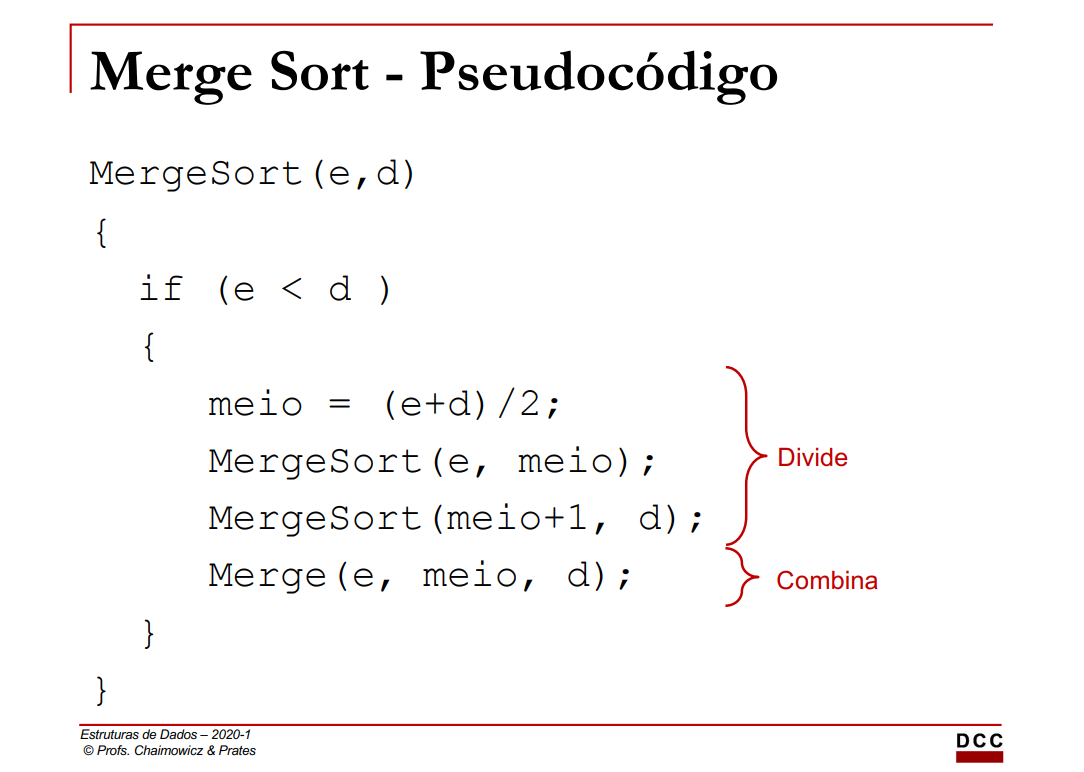 Merge Sort - Pseudocódigo
MergeSort(e,d)
{
if (e < d )
{
meio = (e+d)/2;
MergeSort(e, meio);
MergeSort(meio+1, d);
Divide
Merge(e, meio, d);
Combina
}
}
Estruturas de Dados – 2020-1
© Profs. Chaimowicz & Prates
DCC